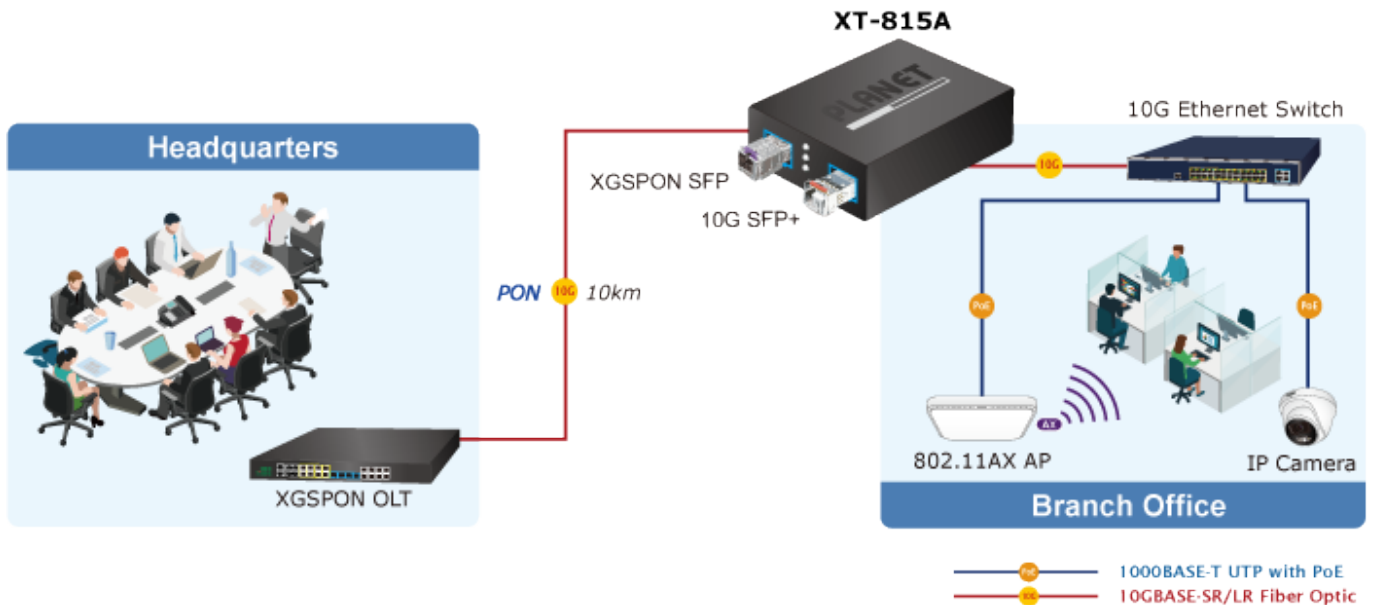 XT-815A
PLANET
10G Ethernet Switch
Headquarters
XGSPON SFP
10G SFP+
10G
PON 10G 10km
PoE
PoE
AX
802.11AX AP
IP Camera
XGSPON OLT
Branch Office
PoE 1000BASE-T UTP with PoE
10G 10GBASE-SR/LR Fiber Optic